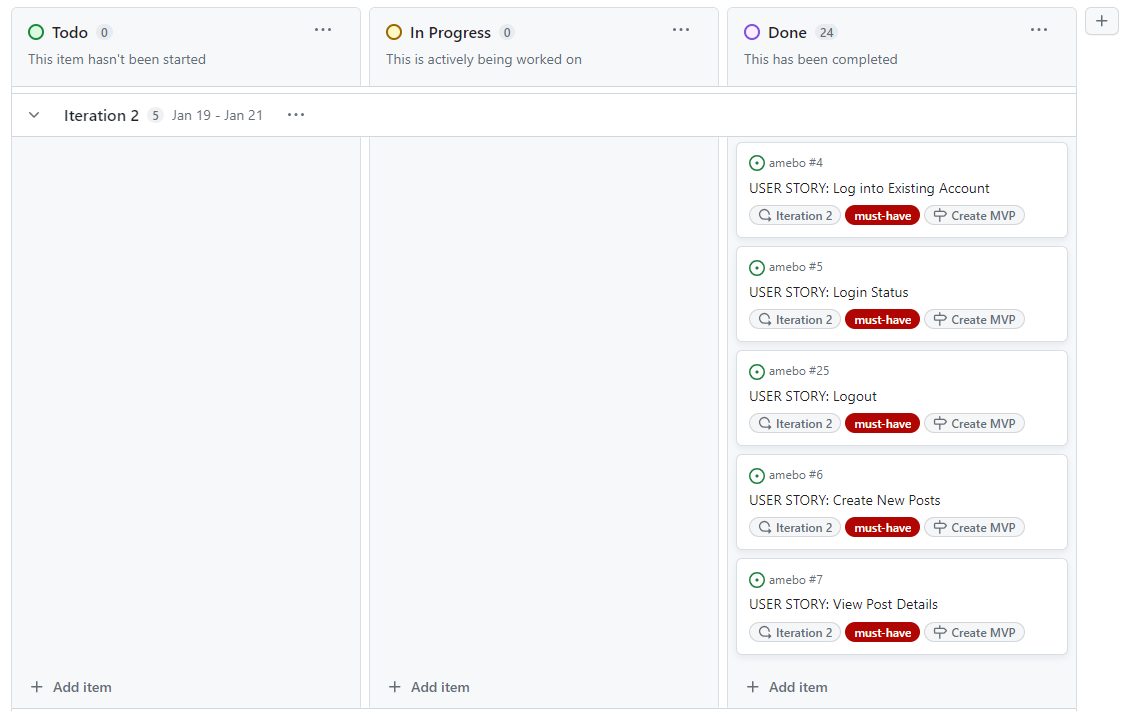 Todo 0
This item hasn't been started
In Progress 0
This is actively being worked on
Done 24
This has been completed
Iteration 2 5 Jan 19 - Jan 21
amebo #4
USER STORY: Log into Existing Account
Iteration 2 must-have Create MVP
amebo #5
USER STORY: Login Status
Iteration 2 must-have Create MVP
amebo #25
USER STORY: Logout
Iteration 2 must-have Create MVP
amebo #6
USER STORY: Create New Posts
Iteration 2 must-have Create MVP
amebo #7
USER STORY: View Post Details
Iteration 2 must-have Create MVP
+ Add item
+ Add item
+ Add item